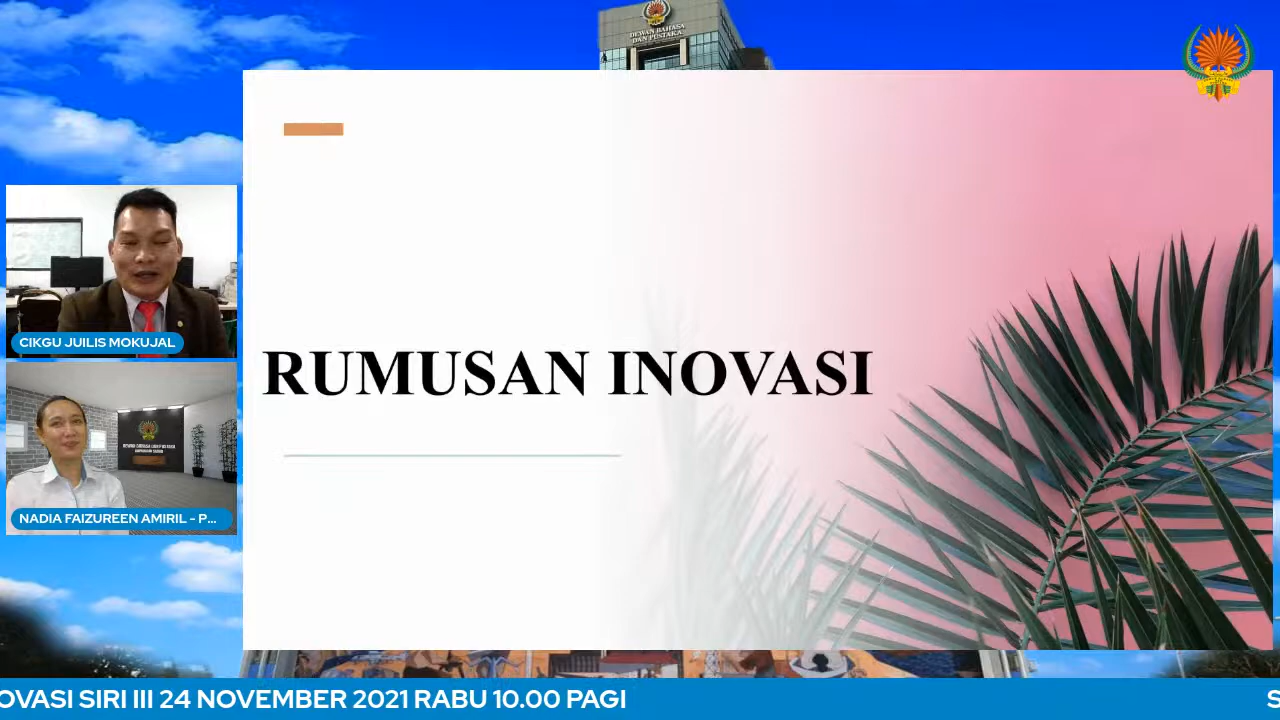 DEWAN BAHASA
DAN PUSTAKA
RUMUSAN INOVASI
CIKGU JUILIS MOKUJAL
NADIA FAIZUREEN AMIRIL - P...
OVASI SIRI III 24 NOVEMBER 2021 RABU 10.00 PAGI
S